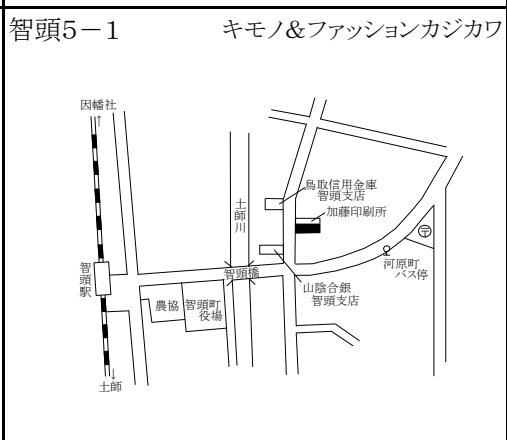 智頭5-1 キモノ&ファッションカジカワ
因幡社
↑
鳥取信用金庫
智頭支店
加藤印刷所
土師川
〒
河原町
バス停
智頭橋
智頭駅
山陰合銀
智頭支店
農協
智頭町
役場
↓
土師